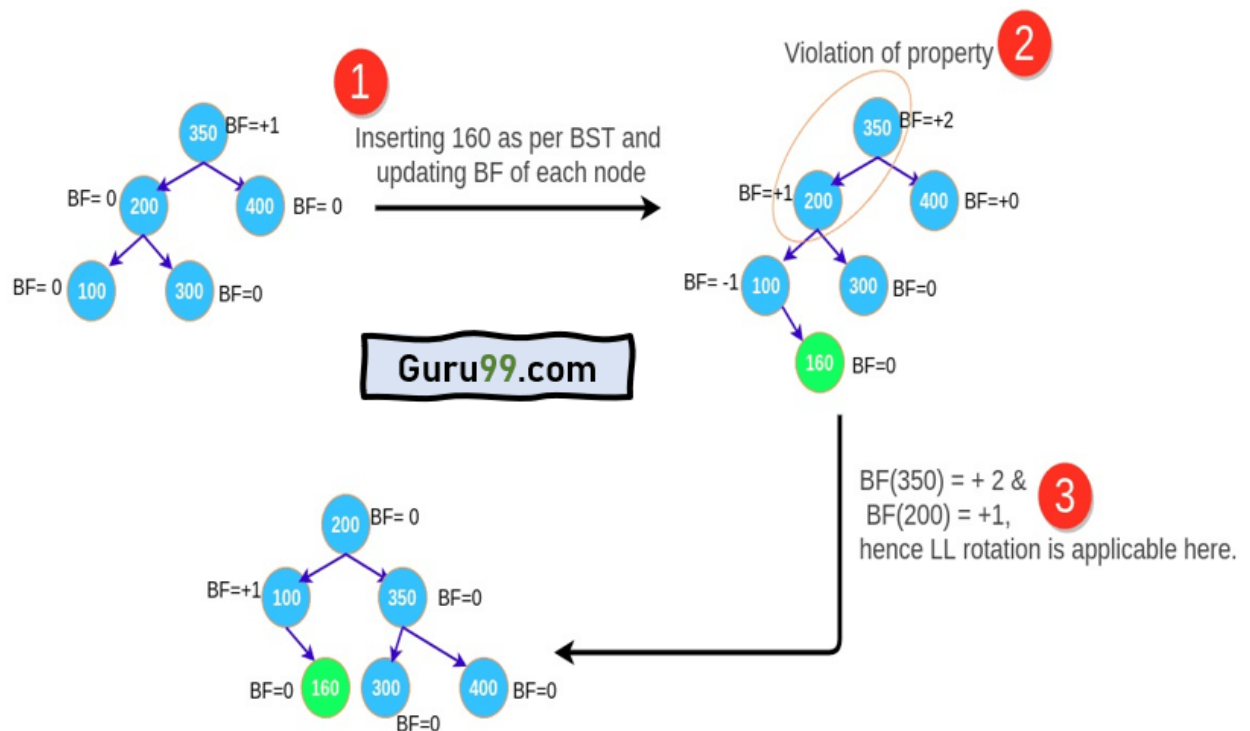 1
Inserting 160 as per BST and
updating BF of each node
350 BF=+1
BF= 0 200
400 BF= 0
BF= 0 100
300 BF=0
Violation of property 2
350 BF=+2
BF=+1 200
400 BF=+0
BF= -1 100
300 BF=0
160 BF=0
Guru99.com
BF(350) = + 2 &
BF(200) = +1,
hence LL rotation is applicable here.
3
200 BF= 0
BF=+1 100
350 BF=0
BF=0 160
300
BF=0
400 BF=0